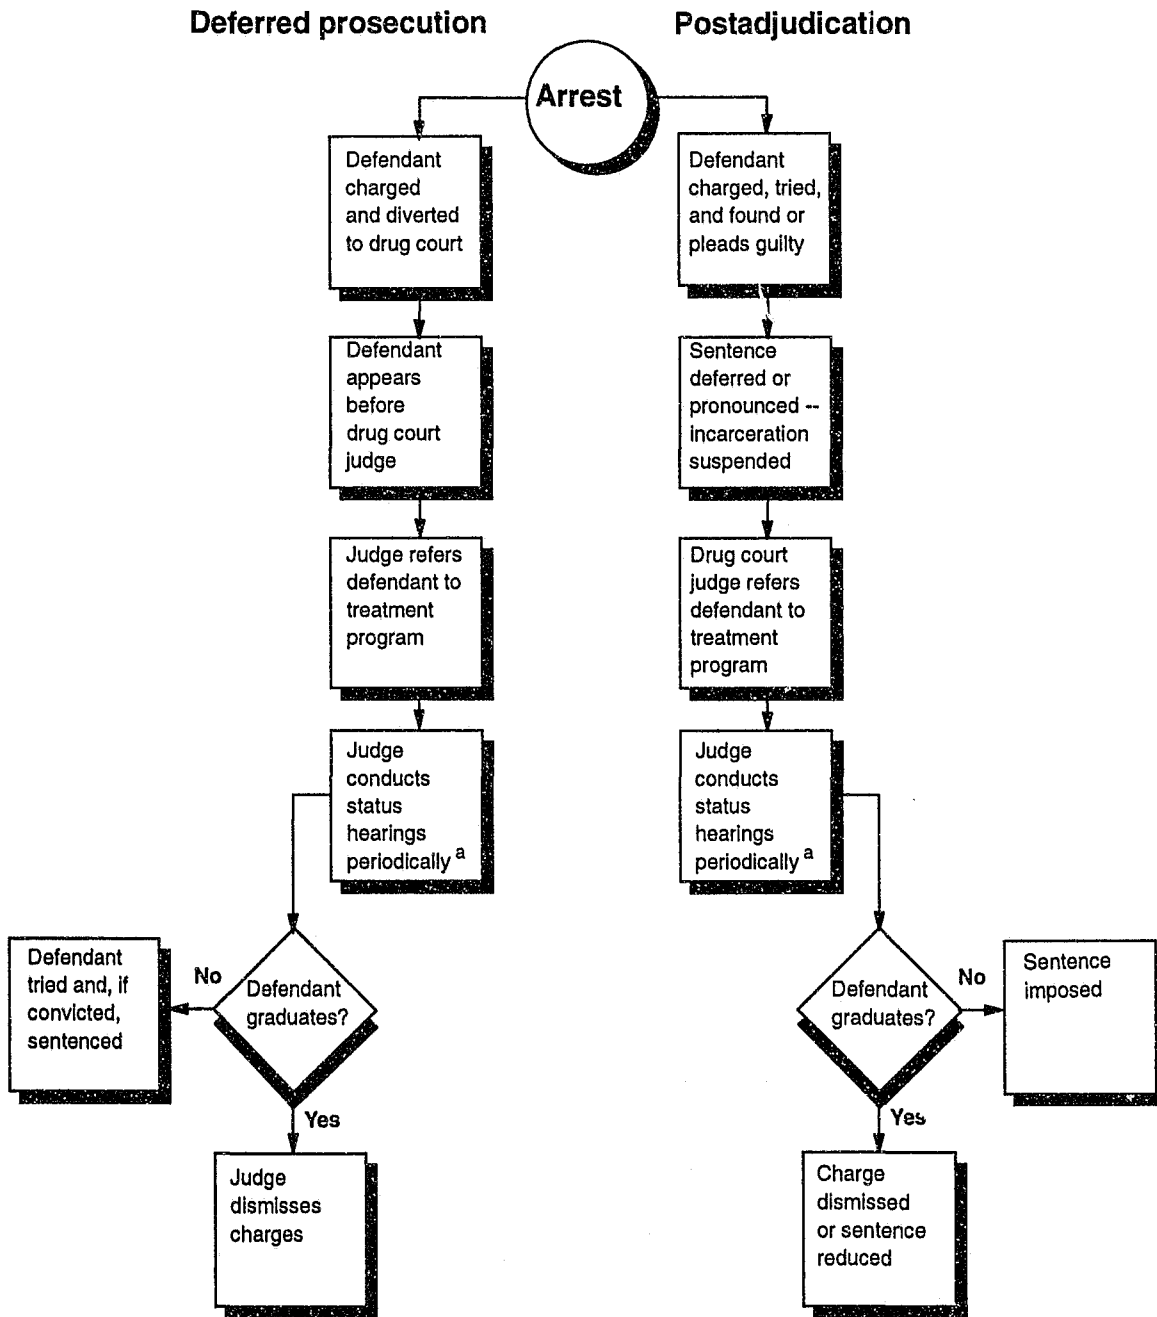 Deferred prosecution
Postadjudication
Arrest
Defendant
charged
and diverted
to drug court
Defendant
appears
before
drug court
judge
Judge refers
defendant to
treatment
program
Judge
conducts
status
hearings
periodically a
Defendant
graduates?
No
Defendant
tried and, if
convicted,
sentenced
Yes
Judge
dismisses
charges
Defendant
charged, tried,
and found or
pleads guilty
Sentence
deferred or
pronounced --
incarceration
suspended
Drug court
judge refers
defendant to
treatment
program
Judge
conducts
status
hearings
periodically a
Defendant
graduates?
No
Sentence
imposed
Yes
Charge
dismissed
or sentence
reduced